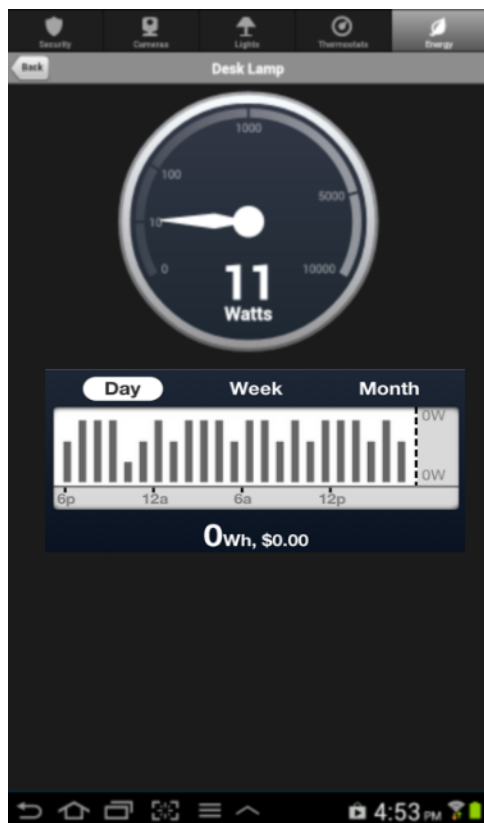 Security Cameras Lights Thermostats Energy
Back Desk Lamp
1000
100
5000
10
0
10000
11
Watts
Day Week Month
0W
0W
6p 12a 6a 12p
0Wh, $0.00
4:53 PM